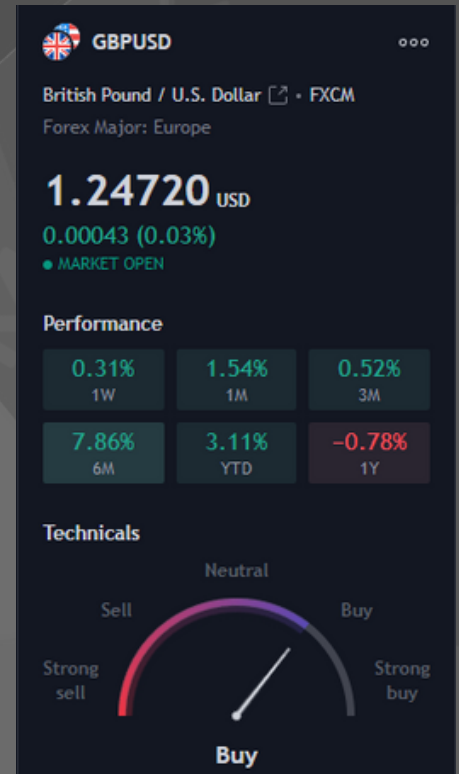 GBPUSD
British Pound / U.S. Dollar • FXCM
Forex Major: Europe
1.24720 USD
0.00043 (0.03%)
• MARKET OPEN
Performance
0.31% 1.54% 0.52%
1W 1M 3M
7.86% 3.11% −0.78%
6M YTD 1Y
Technicals
Neutral
Sell Buy
Strong sell Strong buy
Buy